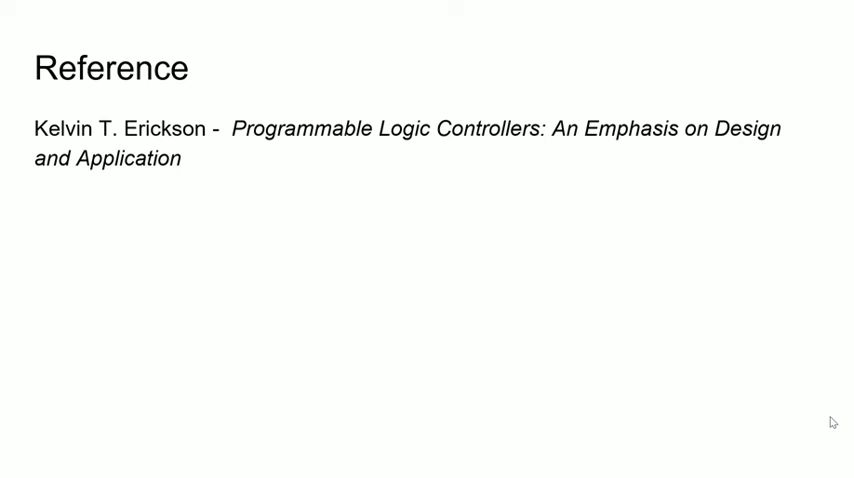 Reference
Kelvin T. Erickson - Programmable Logic Controllers: An Emphasis on Design
and Application